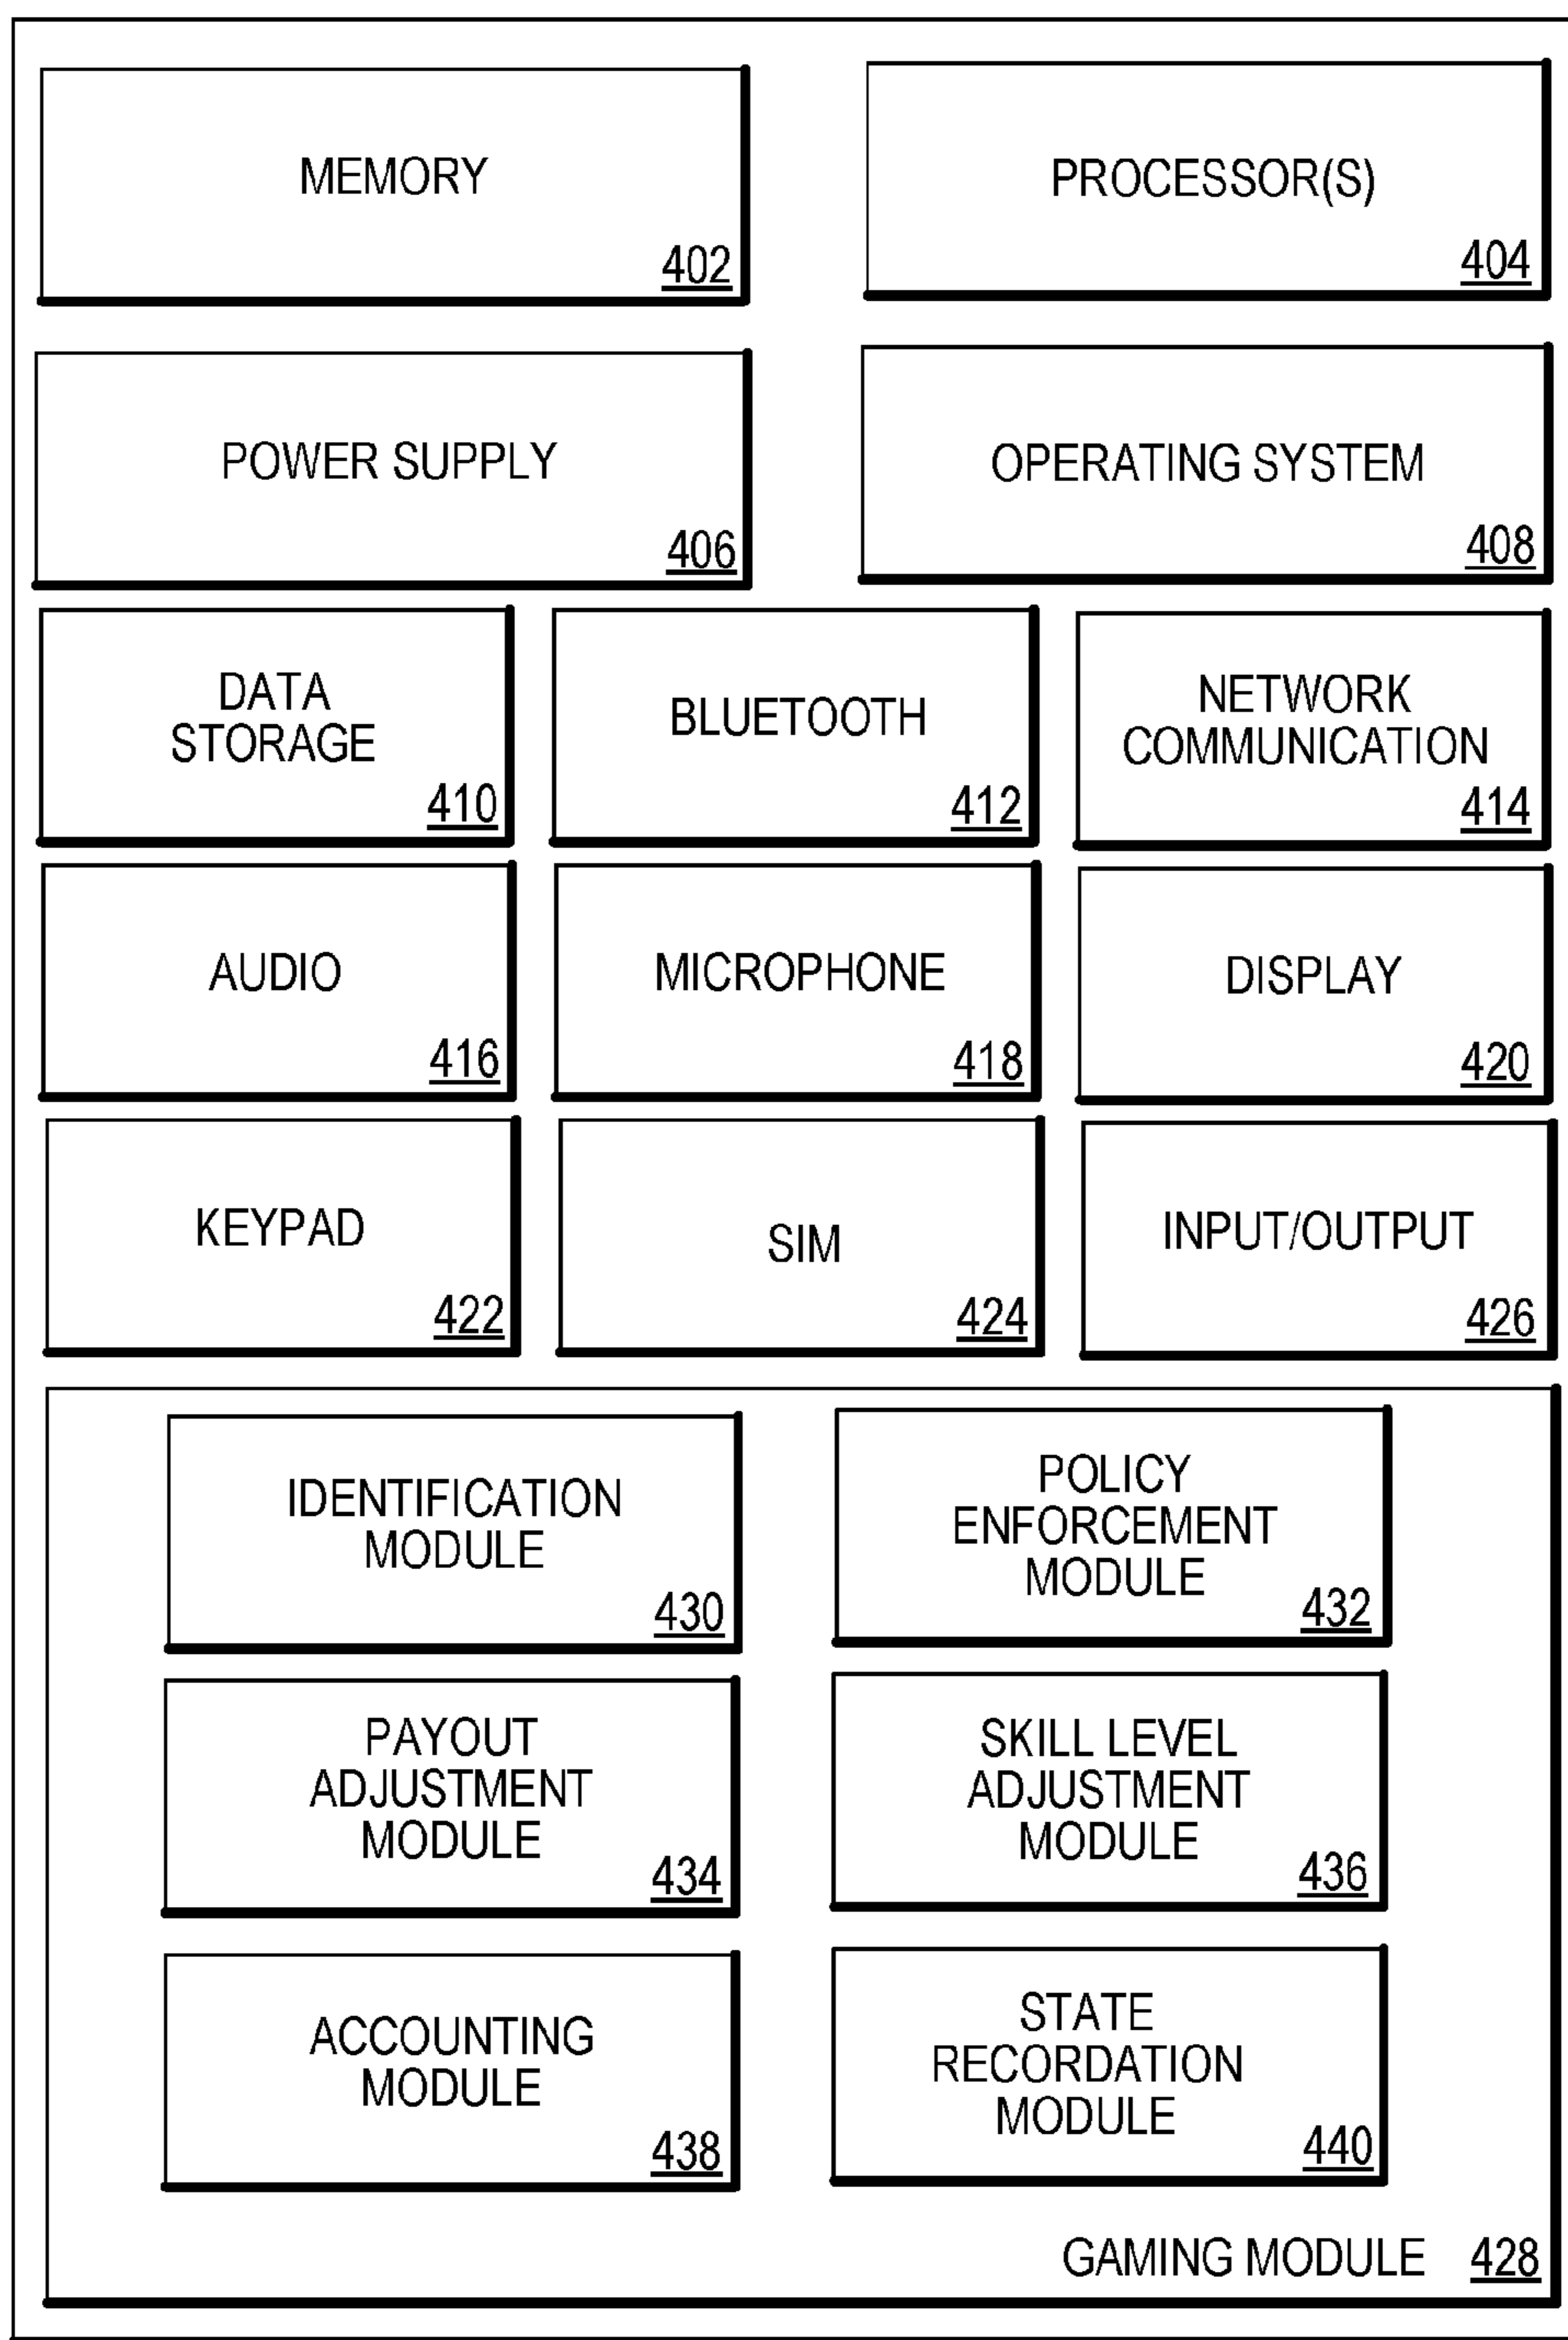 MEMORY
402
PROCESSOR(S)
404
POWER SUPPLY
406
OPERATING SYSTEM
408
DATA
STORAGE
410
BLUETOOTH
412
NETWORK
COMMUNICATION
414
AUDIO
416
MICROPHONE
418
DISPLAY
420
KEYPAD
422
SIM
424
INPUT/OUTPUT
426
IDENTIFICATION
MODULE
430
POLICY
ENFORCEMENT
MODULE
432
PAYOUT
ADJUSTMENT
MODULE
434
SKILL LEVEL
ADJUSTMENT
MODULE
436
ACCOUNTING
MODULE
438
STATE
RECORDATION
MODULE
440
GAMING MODULE 428